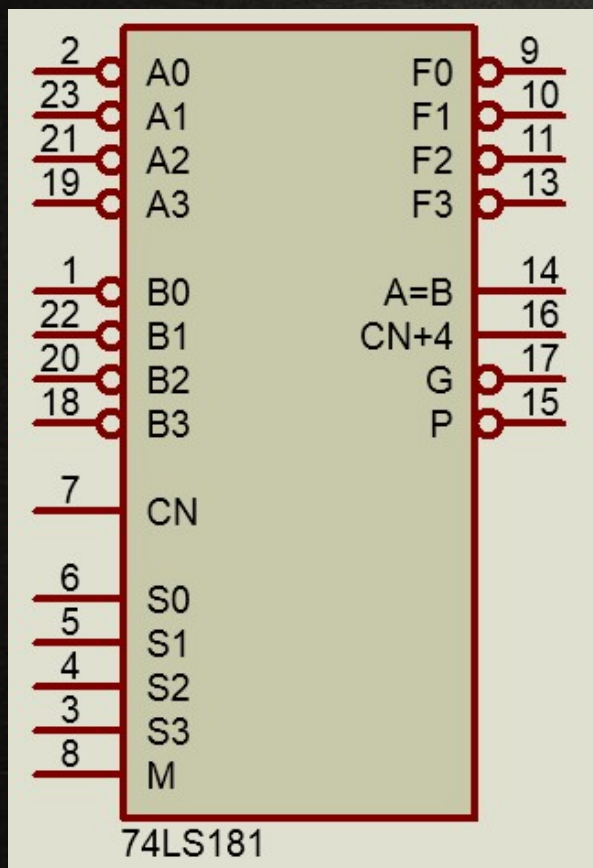 2 A0 F0 9
23 A1 F1 10
21 A2 F2 11
19 A3 F3 13
1 B0 A=B 14
22 B1 CN+4 16
20 B2 G 17
18 B3 P 15
7 CN
6 S0
5 S1
4 S2
3 S3
8 M
74LS181